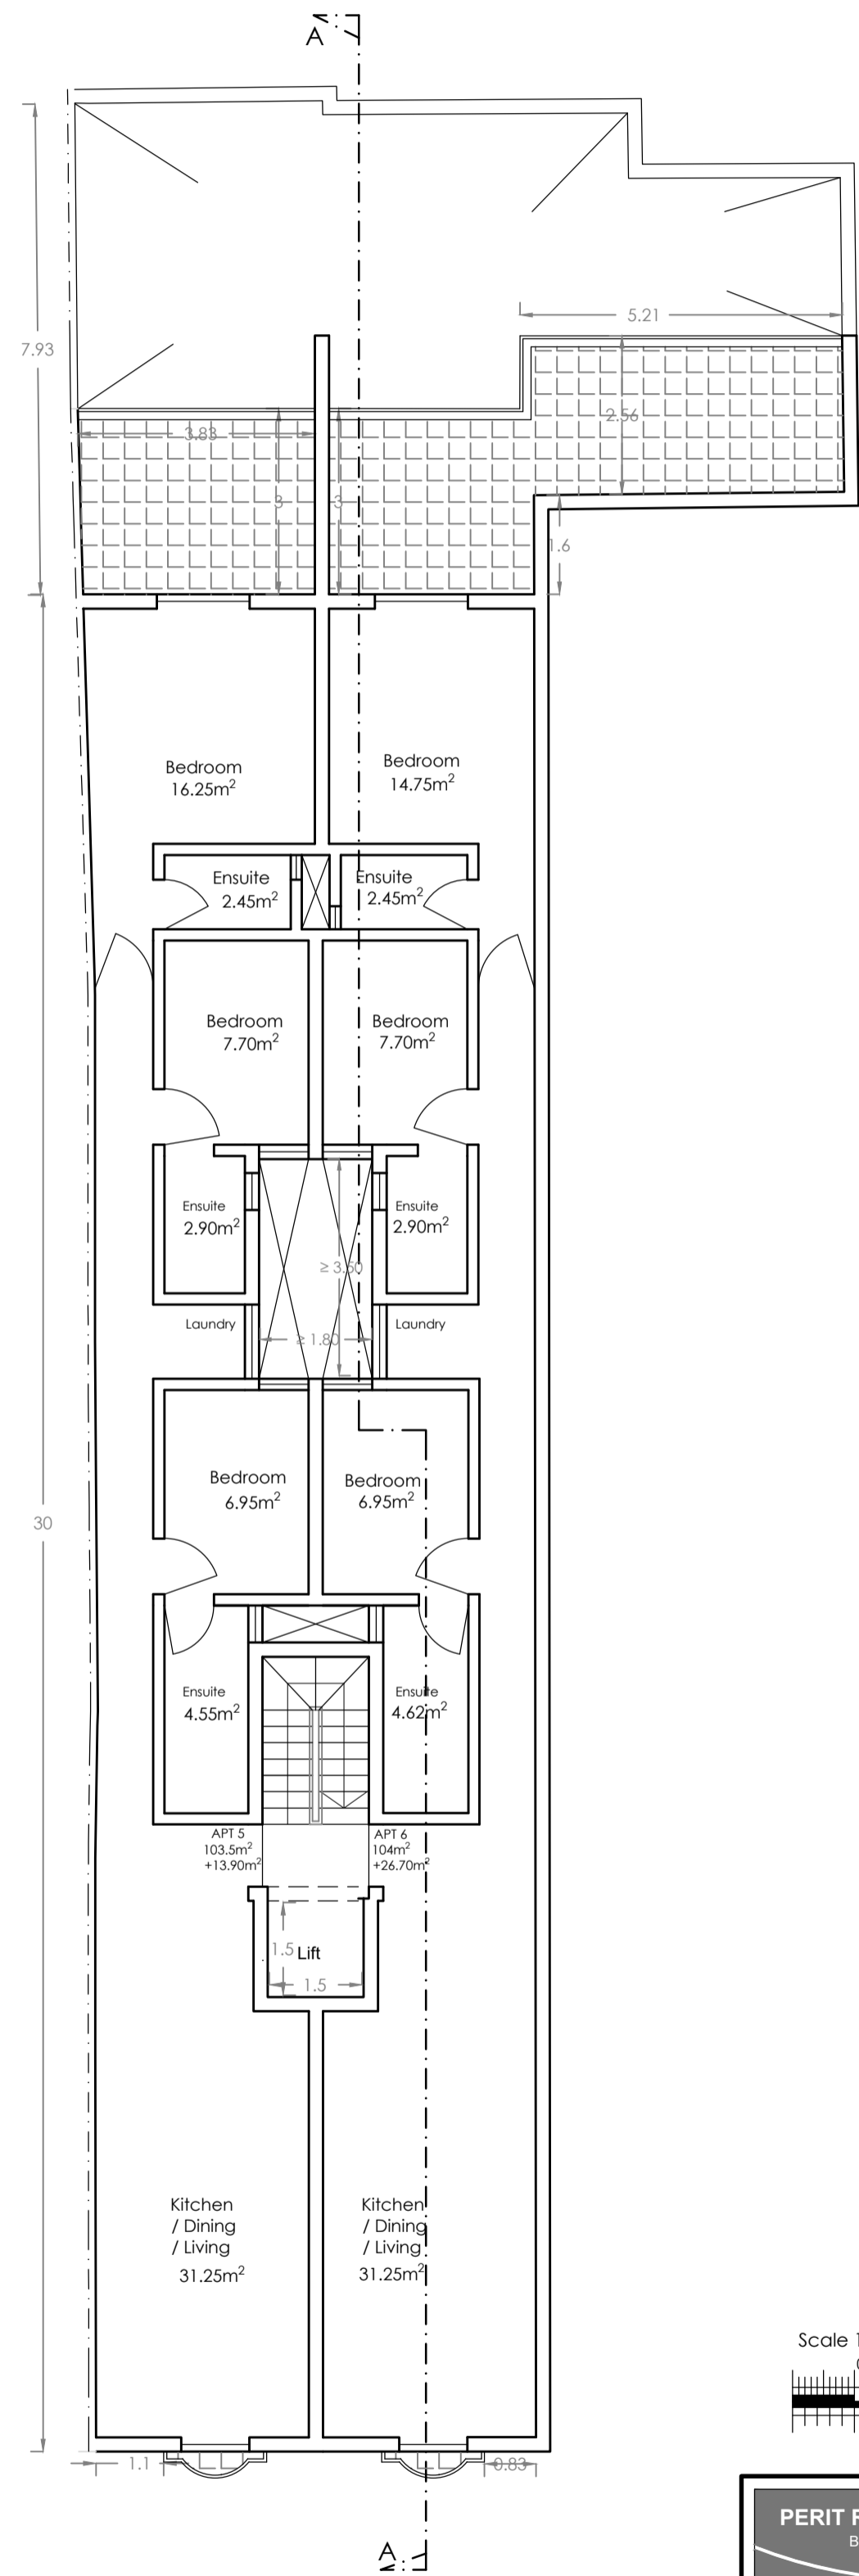 A
5.21
7.93
2.56
3.83
3
3
1.6
Bedroom
16.25m²
Bedroom
14.75m²
Ensuite
2.45m²
Ensuite
2.45m²
Bedroom
7.70m²
Bedroom
7.70m²
Ensuite
2.90m²
Ensuite
2.90m²
≥ 3.50
Laundry
≥ 1.80
Laundry
Bedroom
6.95m²
Bedroom
6.95m²
30
Ensuite
4.55m²
Ensuite
4.62m²
APT 5
103.5m²
+13.90m²
APT 6
104m²
+26.70m²
1.5
Lift
1.5
Kitchen
/ Dining
/ Living
31.25m²
Kitchen
/ Dining
/ Living
31.25m²
Scale
1.1
0.83
PERIT
A